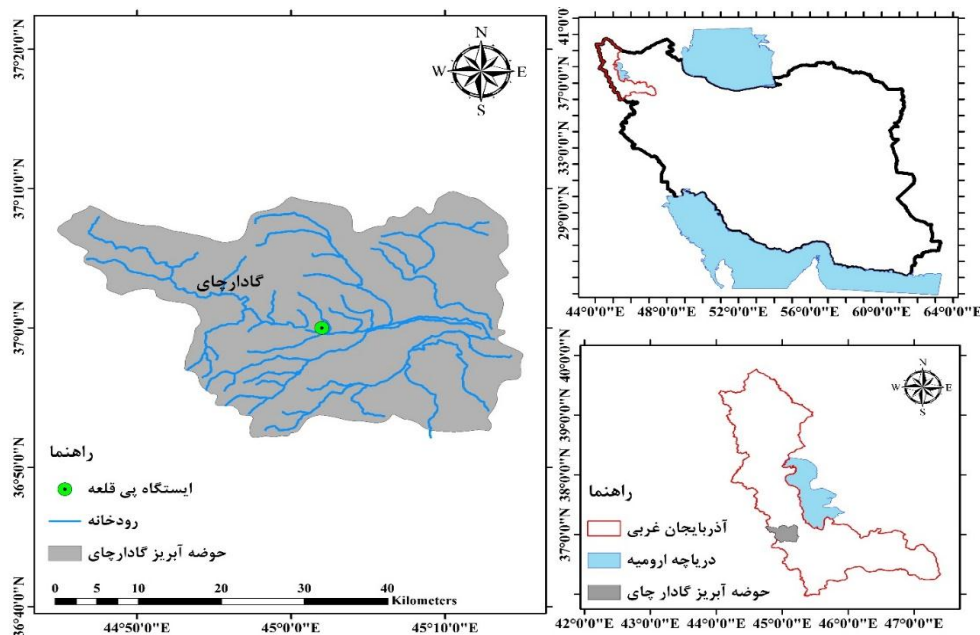 N
W
E
S
37°20'0"N
37°10'0"N
37°0'0"N
36°50'0"N
36°40'0"N
گادارچای
راهنما
ایستگاه پی قلعه
رودخانه
حوضه آبریز گادارچای
0 5 10 20 30 40
Kilometers
44°50'0"E 45°0'0"E 45°10'0"E
41°0'0"N
37°0'0"N
33°0'0"N
29°0'0"N
44°0'0"E 48°0'0"E 52°0'0"E 56°0'0"E 60°0'0"E 64°0'0"E
N
W
E
S
40°0'0"N
39°0'0"N
38°0'0"N
37°0'0"N
راهنما
آذربایجان غربی
دریاچه ارومیه
حوضه آبریز گادار چای
42°0'0"E 43°0'0"E 44°0'0"E 45°0'0"E 46°0'0"E 47°0'0"E